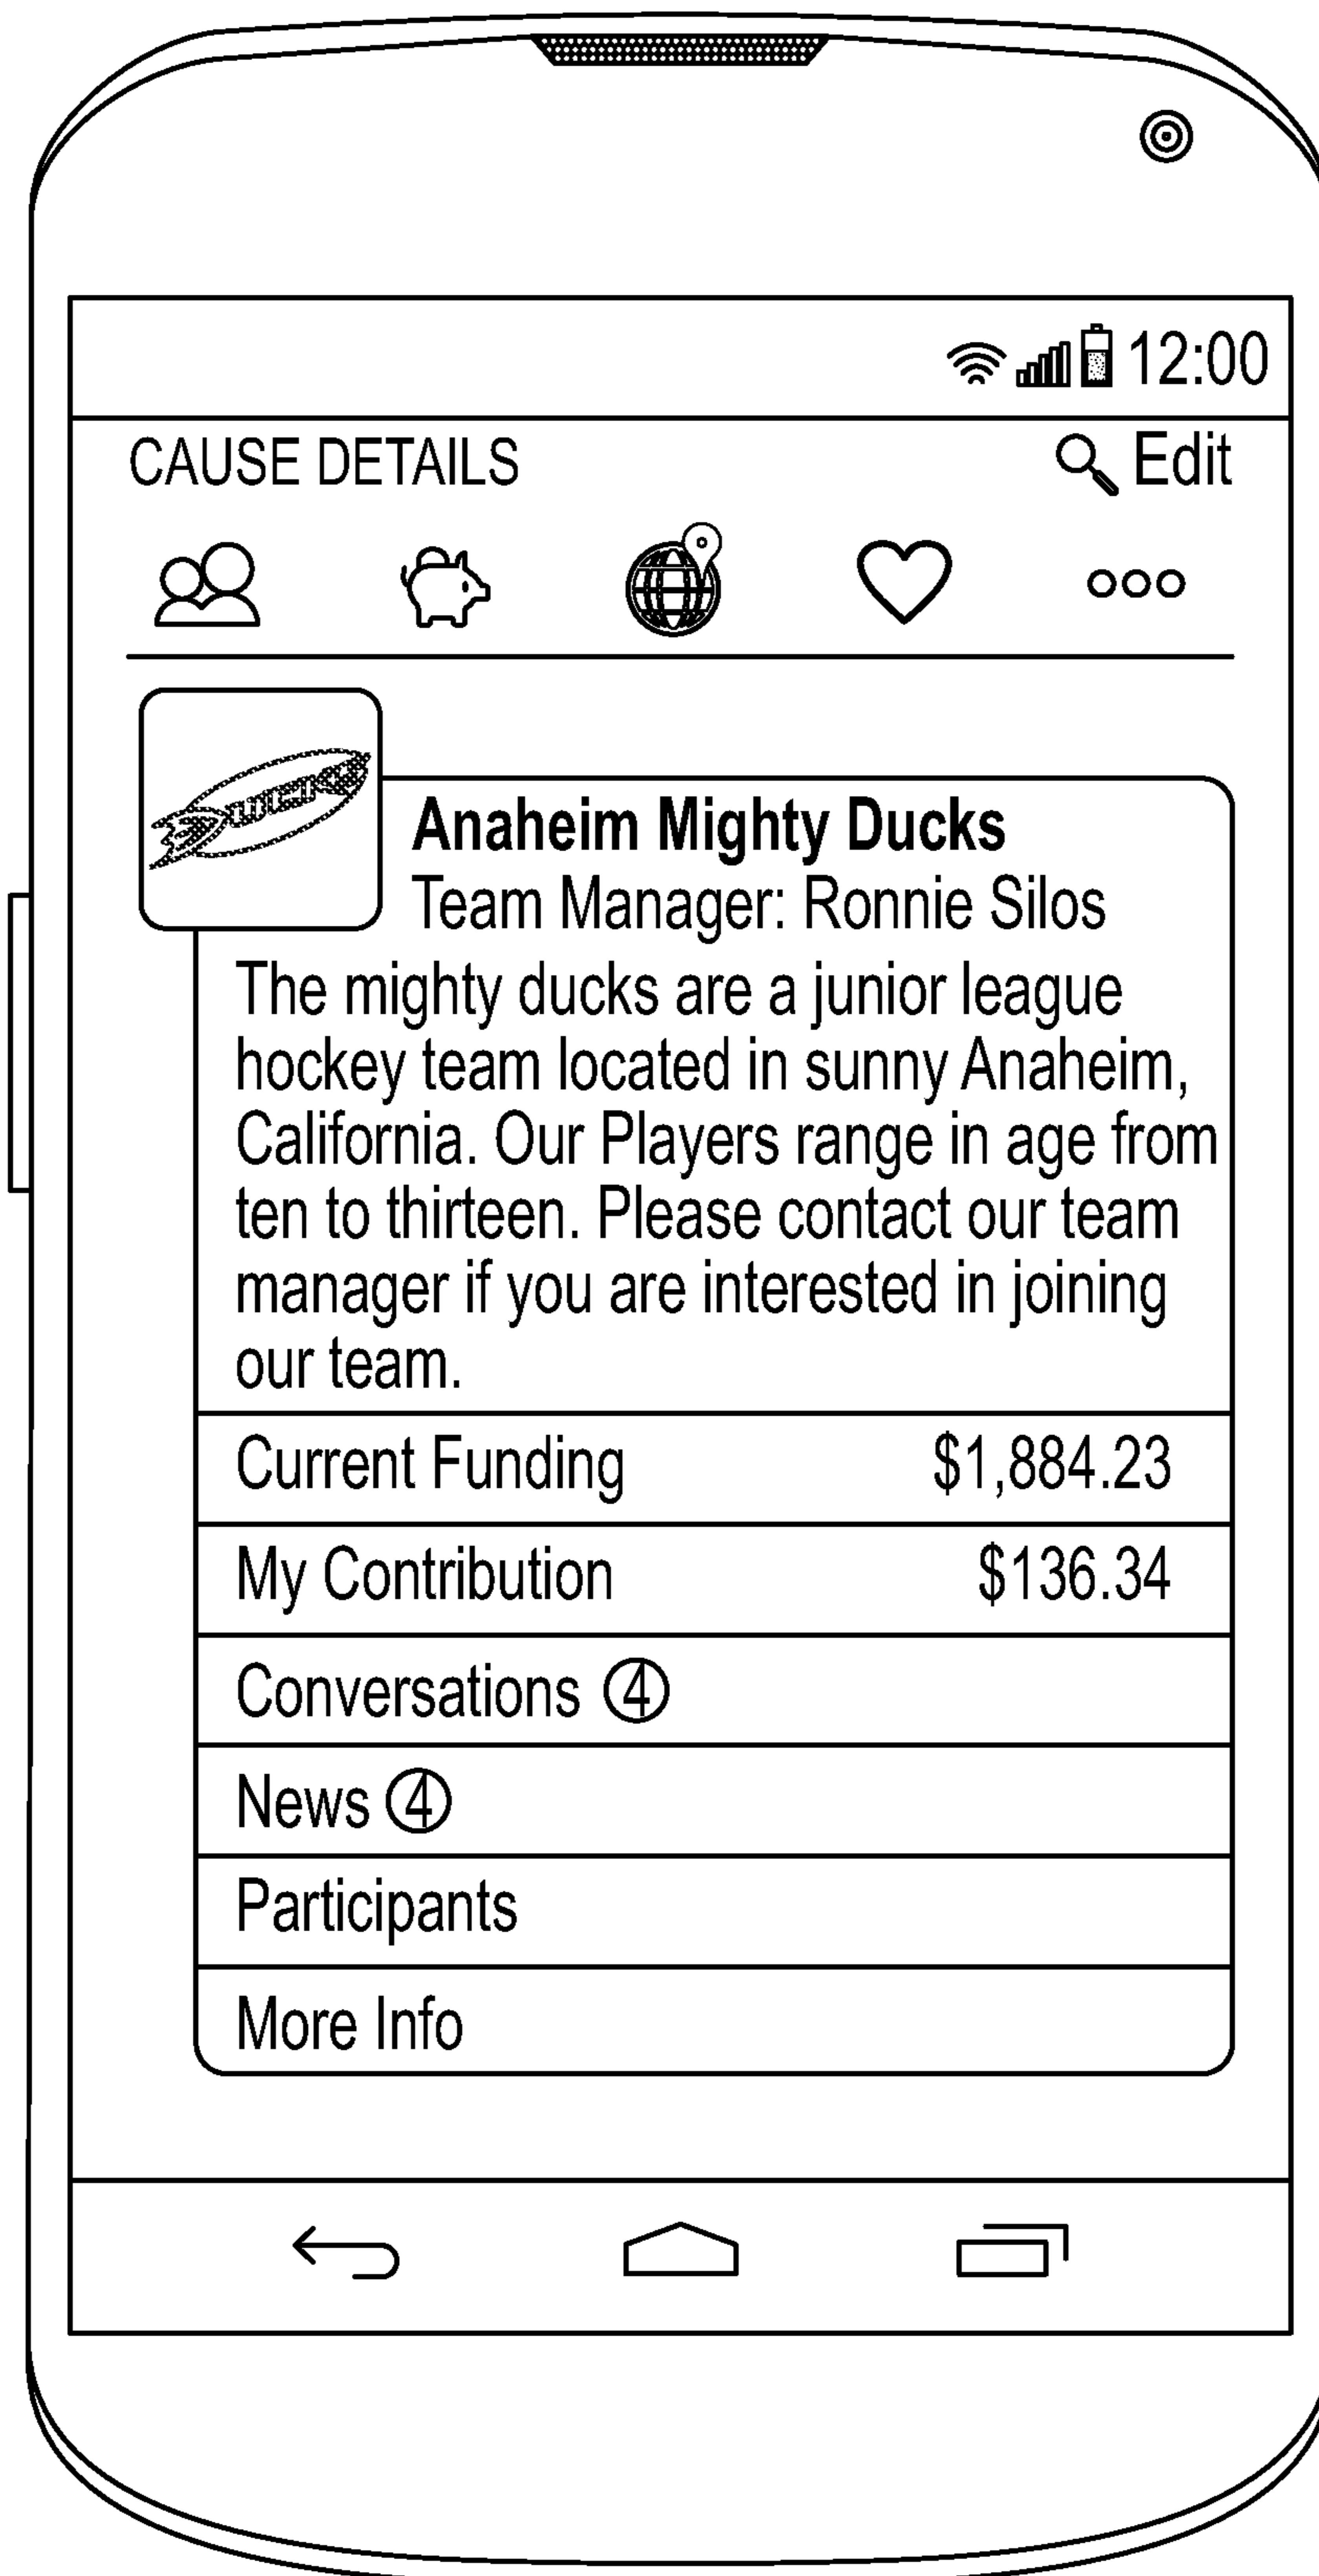 12:00
CAUSE DETAILS
Edit
DUCKS
Anaheim Mighty Ducks
Team Manager: Ronnie Silos
The mighty ducks are a junior league
hockey team located in sunny Anaheim,
California. Our Players range in age from
ten to thirteen. Please contact our team
manager if you are interested in joining
our team.
Current Funding $1,884.23
My Contribution $136.34
Conversations 4
News 4
Participants
More Info